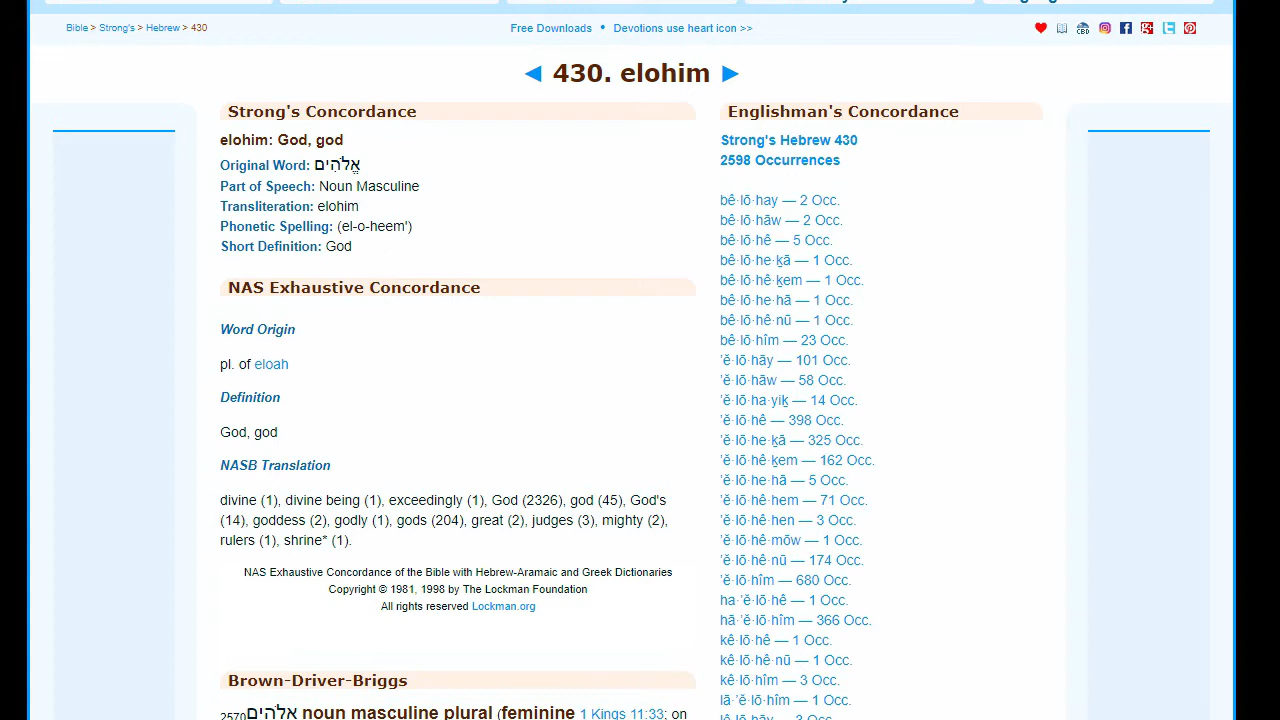 Bible > Strong's > Hebrew > 430
Free Downloads • Devotions use heart icon >>
CBD
◄ 430. elohim ►
Strong's Concordance
elohim: God, god
Original Word: אֱלֹהִים
Part of Speech: Noun Masculine
Transliteration: elohim
Phonetic Spelling: (el-o-heem')
Short Definition: God
NAS Exhaustive Concordance
Word Origin
pl. of eloah
Definition
God, god
NASB Translation
divine (1), divine being (1), exceedingly (1), God (2326), god (45), God's
(14), goddess (2), godly (1), gods (204), great (2), judges (3), mighty (2),
rulers (1), shrine* (1).
NAS Exhaustive Concordance of the Bible with Hebrew-Aramaic and Greek Dictionaries
Copyright © 1981, 1998 by The Lockman Foundation
All rights reserved Lockman.org
Brown-Driver-Briggs
2570 אלהים noun masculine plural (feminine 1 Kings 11:33; on
Englishman's Concordance
Strong's Hebrew 430
2598 Occurrences
bê·lō·hay — 2 Occ.
bê·lō·hāw — 2 Occ.
bê·lō·hê — 5 Occ.
bê·lō·he·ḵā — 1 Occ.
bê·lō·hê·ḵem — 1 Occ.
bê·lō·he·hā — 1 Occ.
bê·lō·hê·nū — 1 Occ.
bê·lō·hîm — 23 Occ.
’ĕ·lō·hāy — 101 Occ.
’ĕ·lō·hāw — 58 Occ.
’ĕ·lō·ha·yiḵ — 14 Occ.
’ĕ·lō·hê — 398 Occ.
’ĕ·lō·he·ḵā — 325 Occ.
’ĕ·lō·hê·ḵem — 162 Occ.
’ĕ·lō·he·hā — 5 Occ.
’ĕ·lō·hê·hem — 71 Occ.
’ĕ·lō·hê·hen — 3 Occ.
’ĕ·lō·hê·mōw — 1 Occ.
’ĕ·lō·hê·nū — 174 Occ.
’ĕ·lō·hîm — 680 Occ.
ha·’ĕ·lō·hê — 1 Occ.
hā·’ĕ·lō·hîm — 366 Occ.
kê·lō·hê — 1 Occ.
kê·lō·hê·nū — 1 Occ.
kê·lō·hîm — 3 Occ.
lā·’ĕ·lō·hîm — 1 Occ.